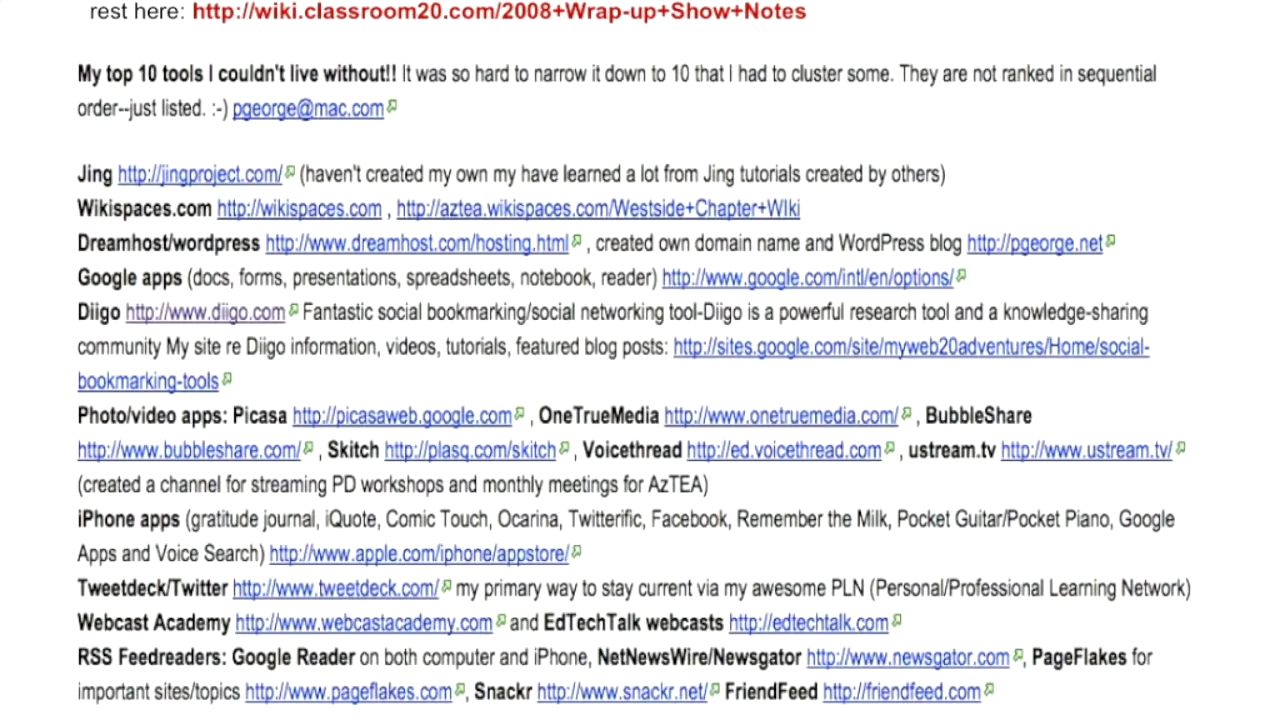 rest here: http://wiki.classroom20.com/2008+Wrap-up+Show+Notes
My top 10 tools I couldn't live without!! It was so hard to narrow it down to 10 that I had to cluster some. They are not ranked in sequential
order--just listed. :-) pgeorge@mac.com
Jing http://jingproject.com/ (haven't created my own my have learned a lot from Jing tutorials created by others)
Wikispaces.com http://wikispaces.com , http://aztea.wikispaces.com/Westside+Chapter+WIki
Dreamhost/wordpress http://www.dreamhost.com/hosting.html , created own domain name and WordPress blog http://pgeorge.net
Google apps (docs, forms, presentations, spreadsheets, notebook, reader) http://www.google.com/intl/en/options/
Diigo http://www.diigo.com Fantastic social bookmarking/social networking tool-Diigo is a powerful research tool and a knowledge-sharing
community My site re Diigo information, videos, tutorials, featured blog posts: http://sites.google.com/site/myweb20adventures/Home/social-
bookmarking-tools
Photo/video apps: Picasa http://picasaweb.google.com , OneTrueMedia http://www.onetruemedia.com/ , BubbleShare
http://www.bubbleshare.com/ , Skitch http://plasq.com/skitch , Voicethread http://ed.voicethread.com , ustream.tv http://www.ustream.tv/
(created a channel for streaming PD workshops and monthly meetings for AzTEA)
iPhone apps (gratitude journal, iQuote, Comic Touch, Ocarina, Twitterific, Facebook, Remember the Milk, Pocket Guitar/Pocket Piano, Google
Apps and Voice Search) http://www.apple.com/iphone/appstore/
Tweetdeck/Twitter http://www.tweetdeck.com/ my primary way to stay current via my awesome PLN (Personal/Professional Learning Network)
Webcast Academy http://www.webcastacademy.com and EdTechTalk webcasts http://edtechtalk.com
RSS Feedreaders: Google Reader on both computer and iPhone, NetNewsWire/Newsgator http://www.newsgator.com, PageFlakes for
important sites/topics http://www.pageflakes.com, Snackr http://www.snackr.net/ FriendFeed http://friendfeed.com